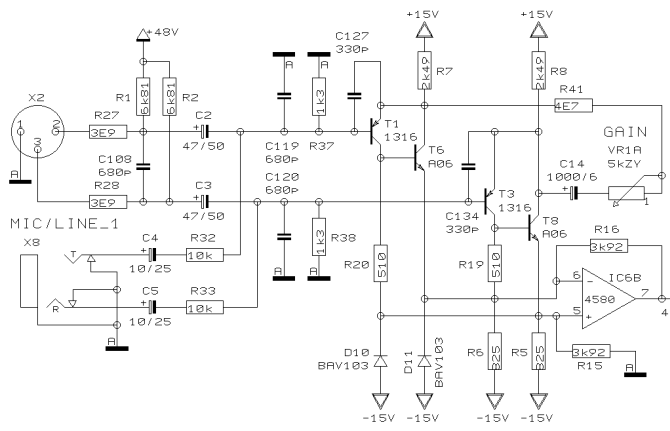 +15V
+15V
C127
330p
+48V
R7
2k49
R8
2k49
A
A
R41
4E7
X2
R1
6k81
R2
6k81
1k3
GAIN
VR1A
5kZY
1
R27
3E9
C2
+
47/50
T1
1316
T6
A06
1
2
3
C119
680p
R37
C108
680p
C120
680p
C14
+
1000/6
1
A
R28
3E9
C3
+
47/50
T3
1316
C134
330p
T8
A06
MIC/LINE_1
X8
T
C4
+
10/25
R32
10k
1k3
R38
R16
3k92
R20
510
R19
510
A
A
IC6B
6
-
4580
7
5
+
4
R
C5
+
10/25
R33
10k
A
D10
BAV103
D11
BAV103
R6
825
R5
825
3k92
R15
A
-15V
-15V
-15V
-15V